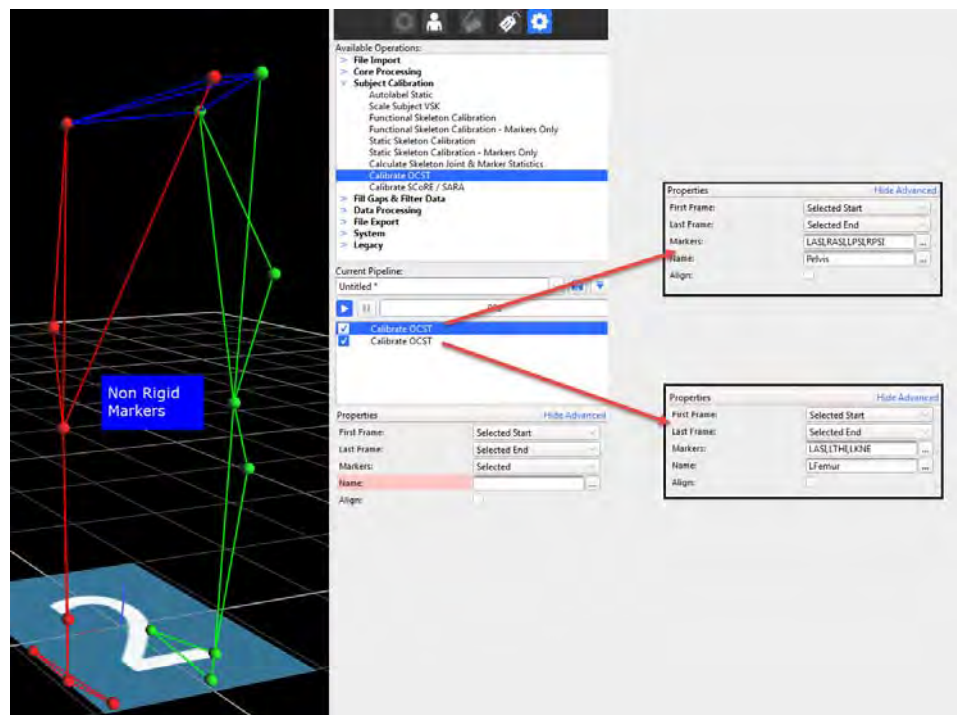 Available Operations:
> File Import
> Core Processing
Subject Calibration
Autolabel Static
Scale Subject VSK
Functional Skeleton Calibration
Functional Skeleton Calibration - Markers Only
Static Skeleton Calibration
Static Skeleton Calibration - Markers Only
Calculate Skeleton Joint & Marker Statistics
Calibrate OCST
Calibrate SCoRE / SARA
> Fill Gaps & Filter Data
> Data Processing
> File Export
> System
> Legacy
Current Pipeline:
Untitled *
Calibrate OCST
Calibrate OCST
Properties Hide Advanced
First Frame: Selected Start
Last Frame: Selected End
Markers: Selected
Name: ...
Align:
Properties Hide Advanced
First Frame: Selected Start
Last Frame: Selected End
Markers: LASI,RASI,LPSI,RPSI ...
Name: Pelvis ...
Align:
Properties Hide Advanced
First Frame: Selected Start
Last Frame: Selected End
Markers: LASI,LTHI,LKNE ...
Name: LFemur ...
Align:
Non Rigid
Markers
2